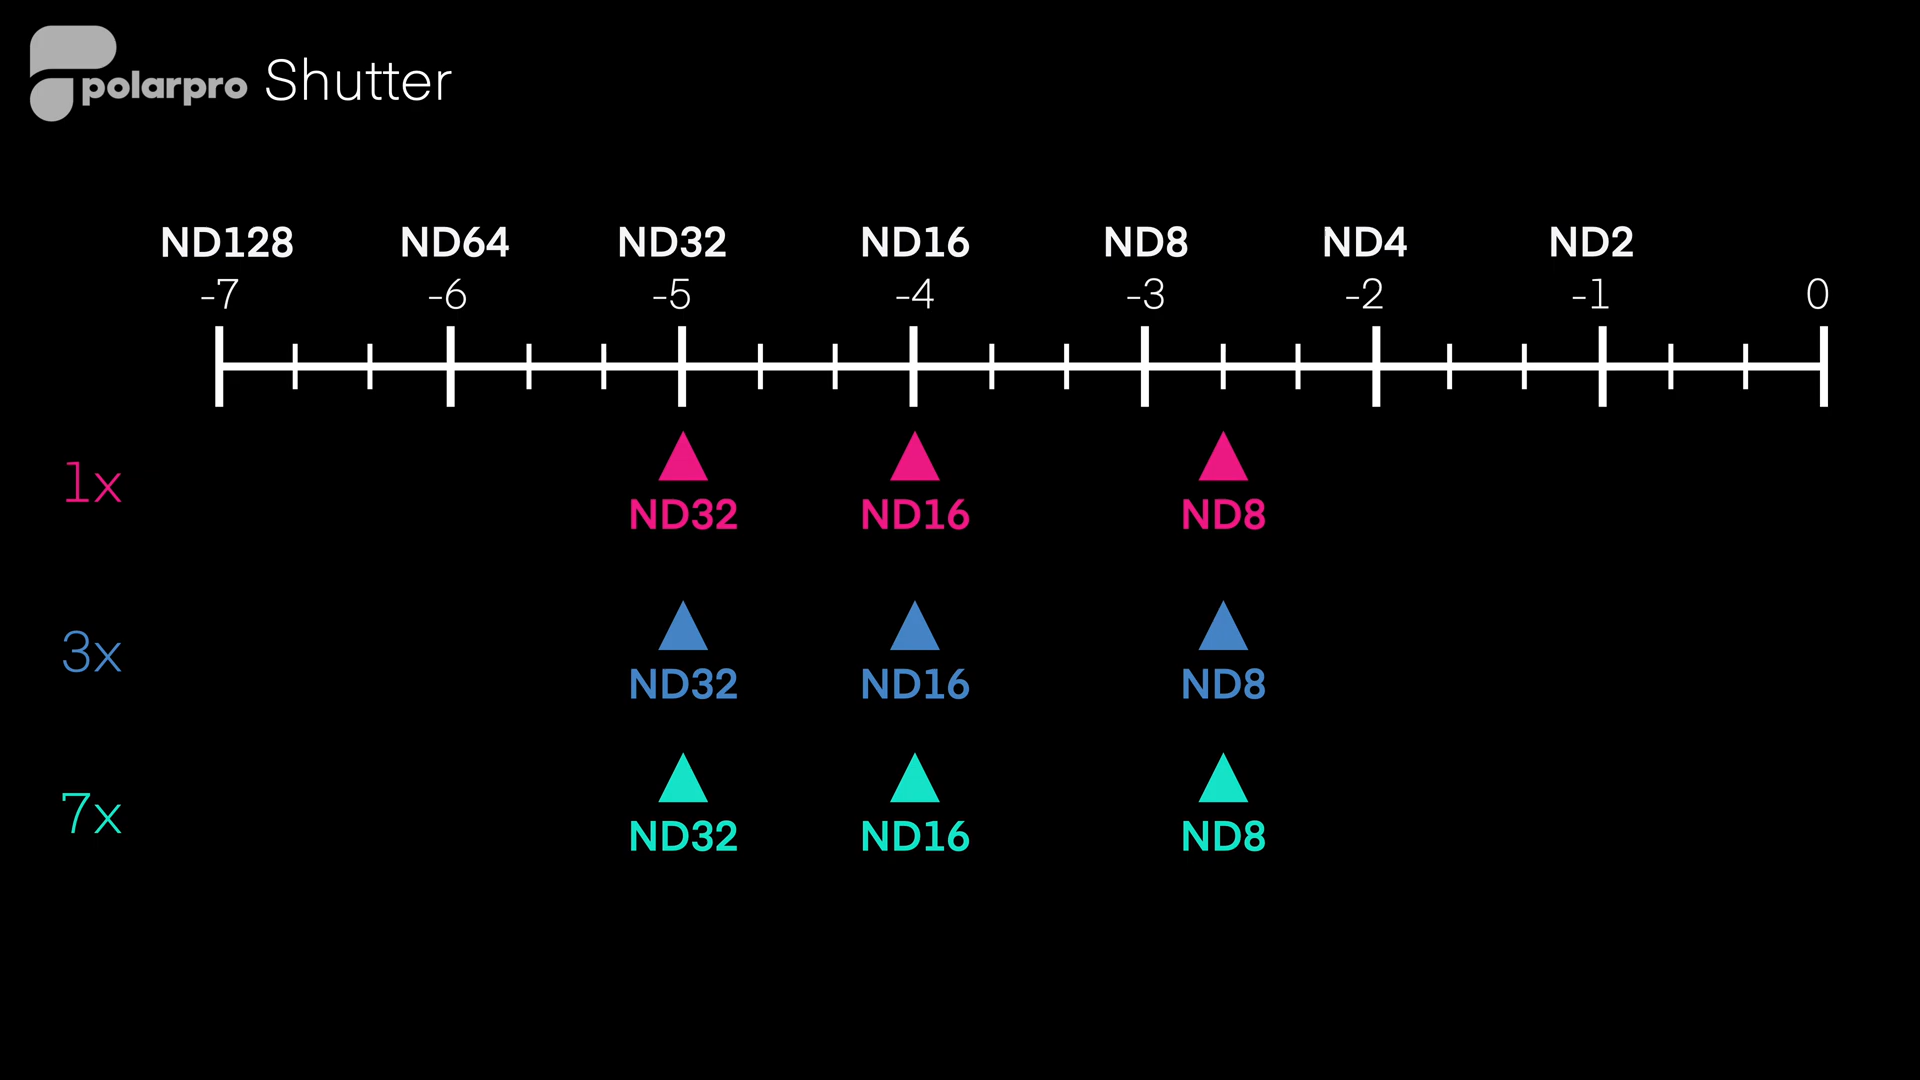 polarpro Shutter
ND128 ND64 ND32 ND16 ND8 ND4 ND2
-7 -6 -5 -4 -3 -2 -1 0
1x
ND32 ND16 ND8
3x
ND32 ND16 ND8
7x
ND32 ND16 ND8